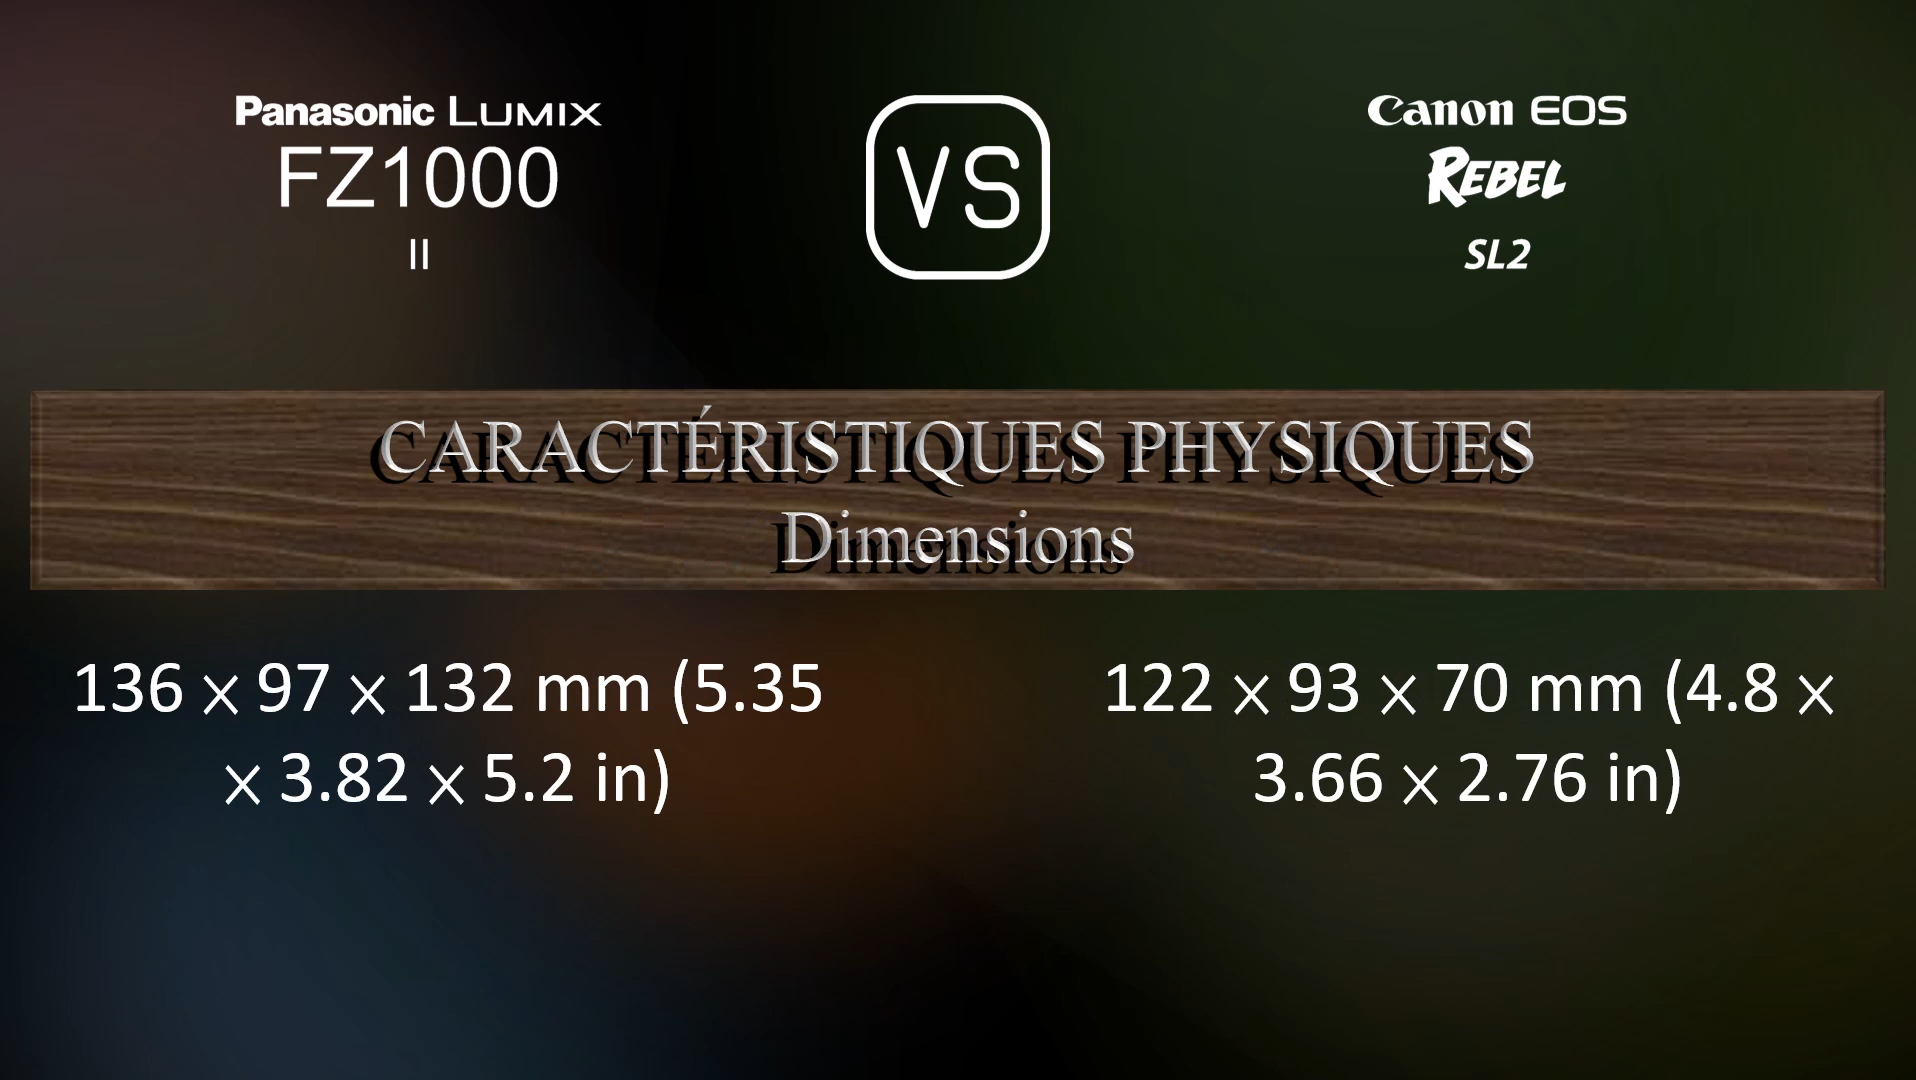 Panasonic LUMIX
FZ1000
II
VS
Canon EOS
REBEL
SL2
CARACTÉRISTIQUES PHYSIQUES
Dimensions
136 x 97 x 132 mm (5.35
x 3.82 x 5.2 in)
122 x 93 x 70 mm (4.8 x
3.66 x 2.76 in)